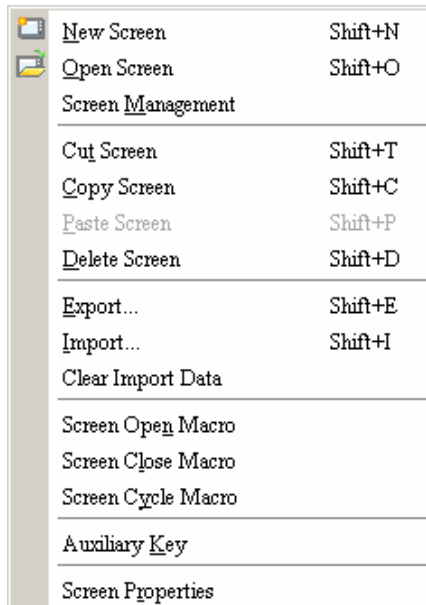 New Screen Shift+N
Open Screen Shift+O
Screen Management
Cut Screen Shift+T
Copy Screen Shift+C
Paste Screen Shift+P
Delete Screen Shift+D
Export... Shift+E
Import... Shift+I
Clear Import Data
Screen Open Macro
Screen Close Macro
Screen Cycle Macro
Auxiliary Key
Screen Properties